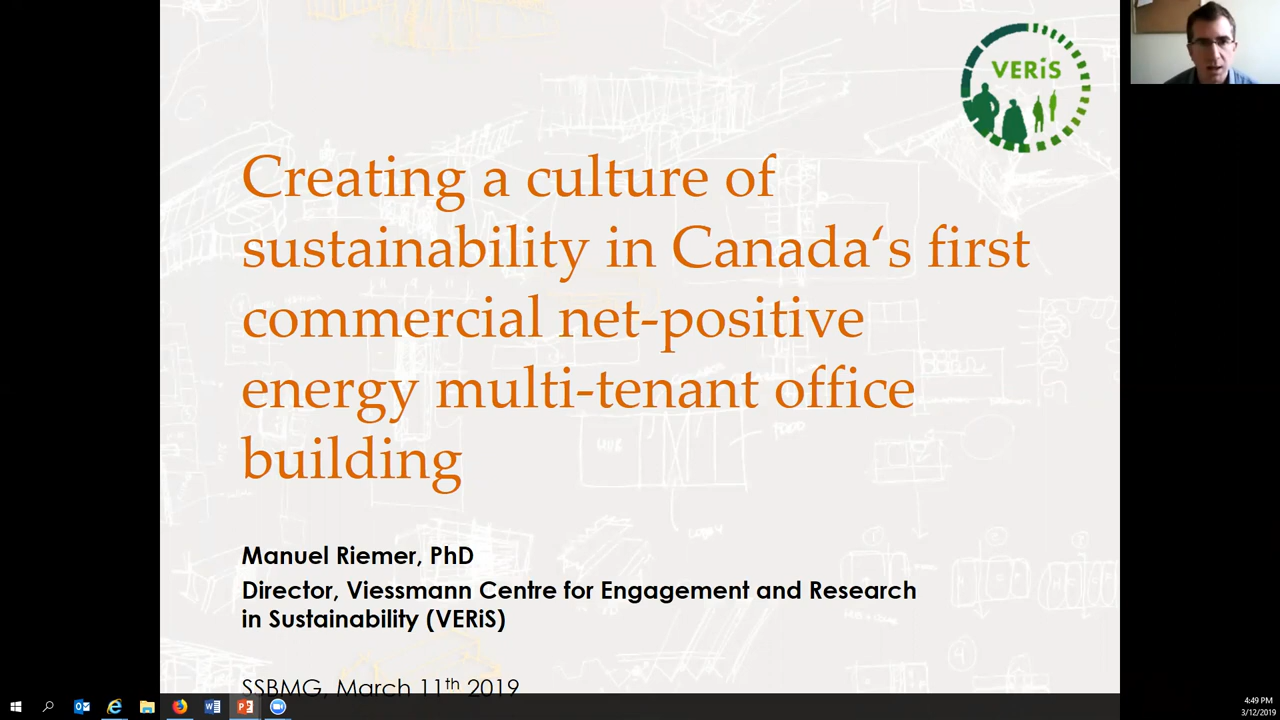 VERiS
Creating a culture of
sustainability in Canada‘s first
commercial net-positive
energy multi-tenant office
building
Manuel Riemer, PhD
Director, Viessmann Centre for Engagement and Research
in Sustainability (VERiS)
SSBMG, March 11th 2019
4:49 PM
3/12/2019